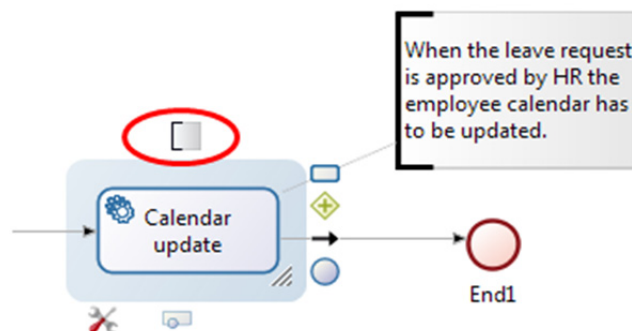 When the leave request
is approved by HR the
employee calendar has
to be updated.
Calendar
update
End1